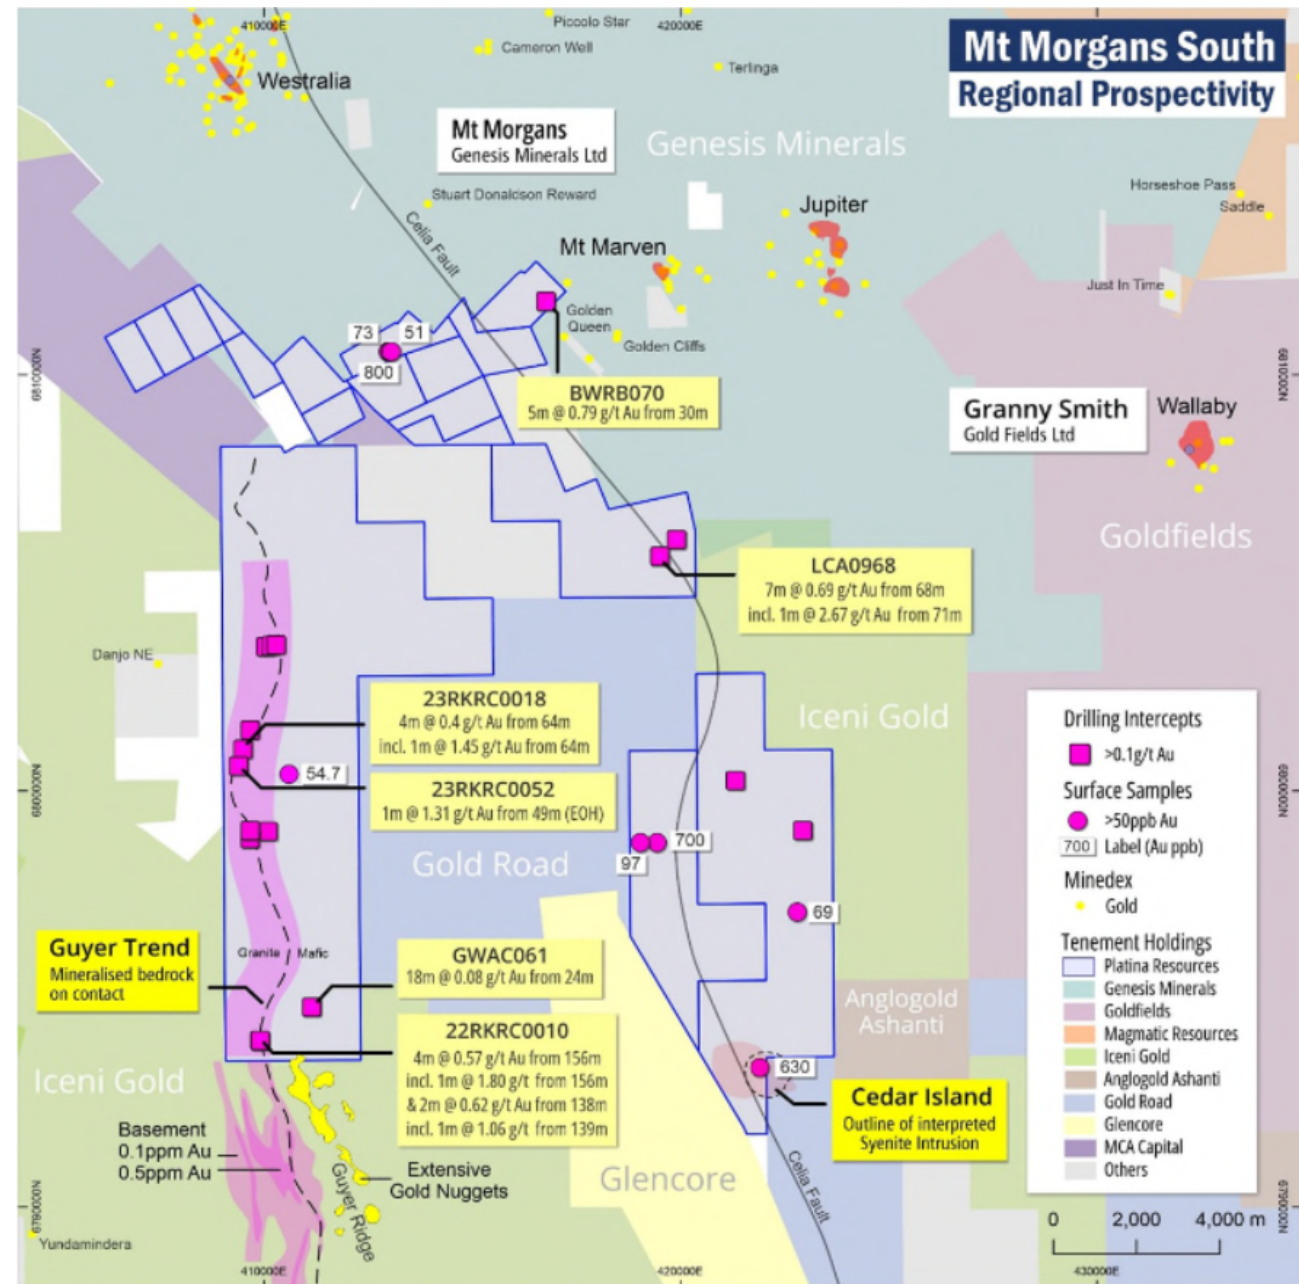 410000E
420000E
Mt Morgans South
Regional Prospectivity
Piccolo Star
Cameron Well
Terlinga
Westralia
Mt Morgans
Genesis Minerals Ltd
Genesis Minerals
Stuart Donaldson Reward
Horseshoe Pass
Saddle
Jupiter
Celia Fault
Mt Marven
Just In Time
Golden
Queen
Golden Cliffs
73
51
800
6810000N
6810000N
BWRB070
5m @ 0.79 g/t Au from 30m
Granny Smith
Gold Fields Ltd
Wallaby
Goldfields
LCA0968
7m @ 0.69 g/t Au from 68m
incl. 1m @ 2.67 g/t Au from 71m
Danjo NE
23RKRC0018
4m @ 0.4 g/t Au from 64m
incl. 1m @ 1.45 g/t Au from 64m
54.7
23RKRC0052
1m @ 1.31 g/t Au from 49m (EOH)
Iceni Gold
6800000N
6800000N
Gold Road
700
97
69
Guyer Trend
Mineralised bedrock
on contact
Granite
Mafic
GWAC061
18m @ 0.08 g/t Au from 24m
22RKRC0010
4m @ 0.57 g/t Au from 156m
incl. 1m @ 1.80 g/t from 156m
& 2m @ 0.62 g/t Au from 138m
incl. 1m @ 1.06 g/t from 139m
Anglogold
Ashanti
630
Cedar Island
Outline of interpreted
Syenite Intrusion
Iceni Gold
Basement
0.1ppm Au
0.5ppm Au
Extensive
Gold Nuggets
Guyer Ridge
Glencore
Celia Fault
Yundamindera
6790000N
6790000N
Drilling Intercepts
>0.1g/t Au
Surface Samples
>50ppb Au
700 Label (Au ppb)
Minedex
Gold
Tenement Holdings
Platina Resources
Genesis Minerals
Goldfields
Magmatic Resources
Iceni Gold
Anglogold Ashanti
Gold Road
Glencore
MCA Capital
Others
0 2,000 4,000 m
410000E
420000E
430000E